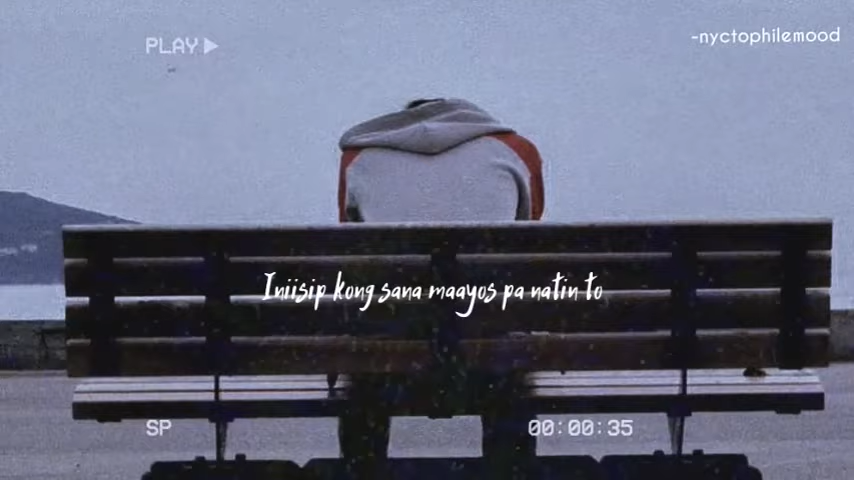 PLAY
-nyctophilemood
Iniisip kong sana maayos pa natin to
SP
00:00:35